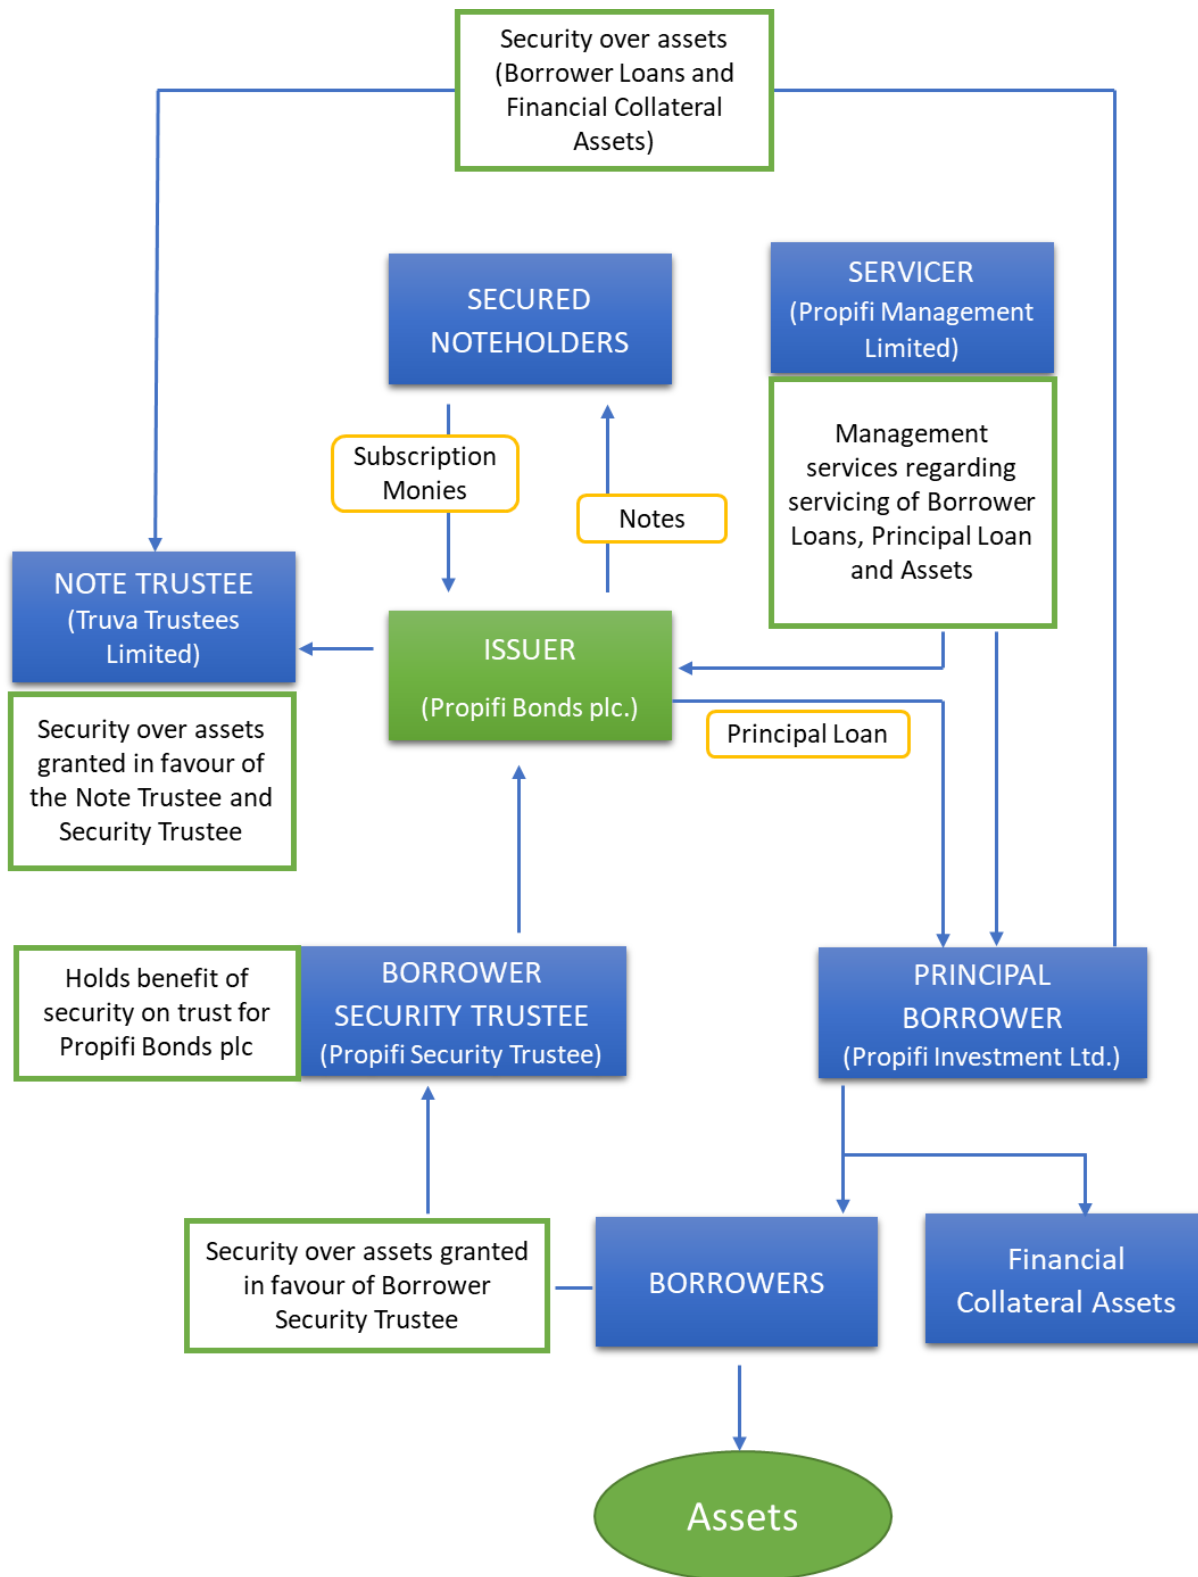 Security over assets
(Borrower Loans and
Financial Collateral
Assets)
SECURED
NOTEHOLDERS
SERVICER
(Propifi Management
Limited)
Management
services regarding
servicing of Borrower
Loans, Principal Loan
and Assets
Subscription
Monies
Notes
NOTE TRUSTEE
(Truva Trustees
Limited)
ISSUER
(Propifi Bonds plc.)
Principal Loan
Security over assets
granted in favour of
the Note Trustee and
Security Trustee
Holds benefit of
security on trust for
Propifi Bonds plc
BORROWER
SECURITY TRUSTEE
(Propifi Security Trustee)
PRINCIPAL
BORROWER
(Propifi Investment Ltd.)
Security over assets granted
in favour of Borrower
Security Trustee
BORROWERS
Financial
Collateral Assets
Assets